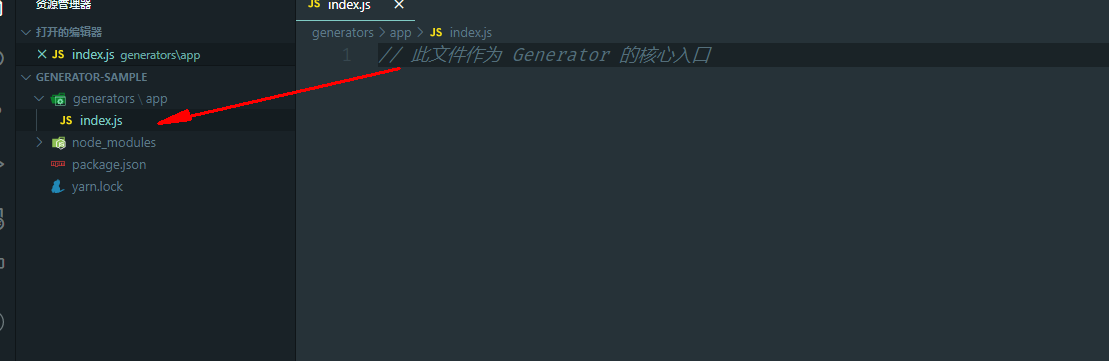 资源管理器
打开的编辑器
JS index.js generators\app
GENERATOR-SAMPLE
generators \ app
JS index.js
node_modules
package.json
yarn.lock
JS index.js
generators > app > JS index.js
1 // 此文件作为 Generator 的核心入口